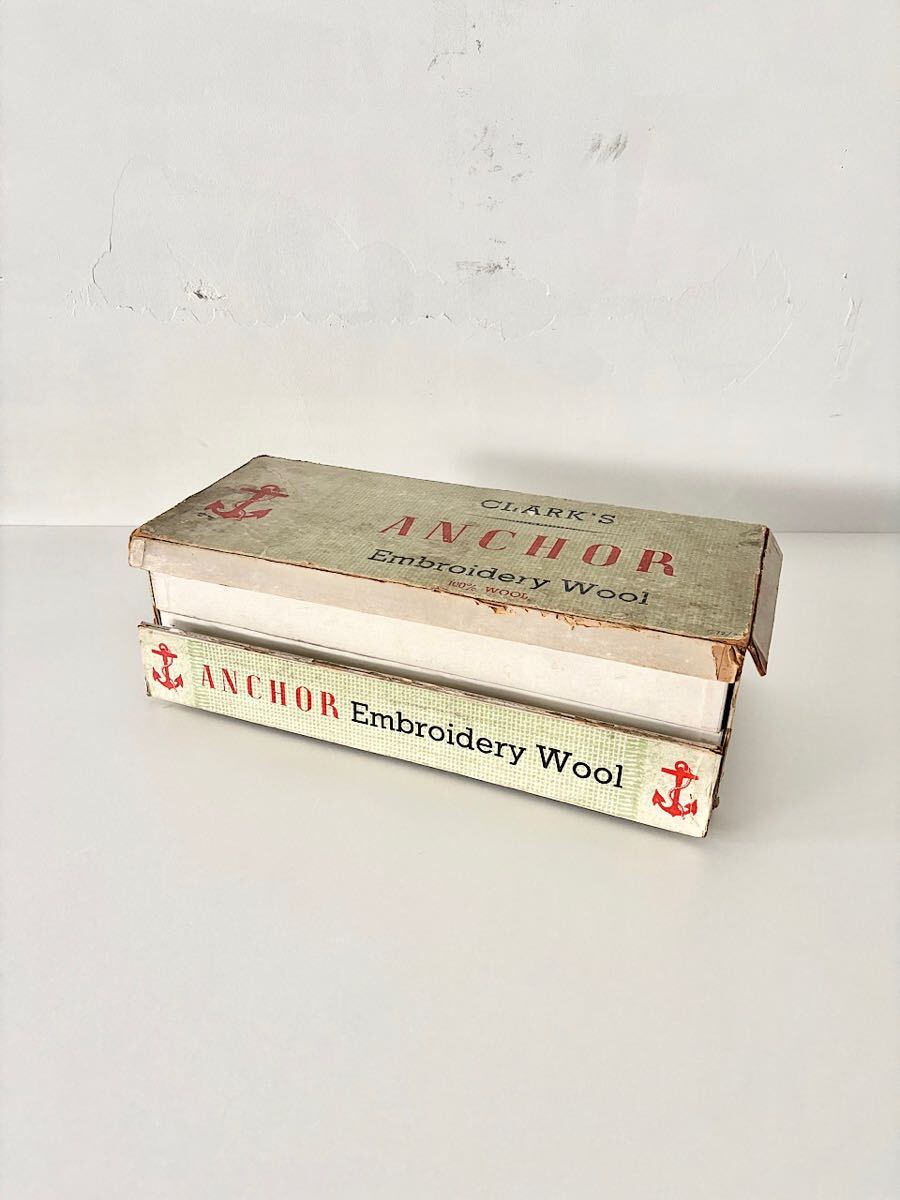 CLARK'S
ANCHOR
Embroidery Wool
100% WOOL
ANCHOR Embroidery Wool